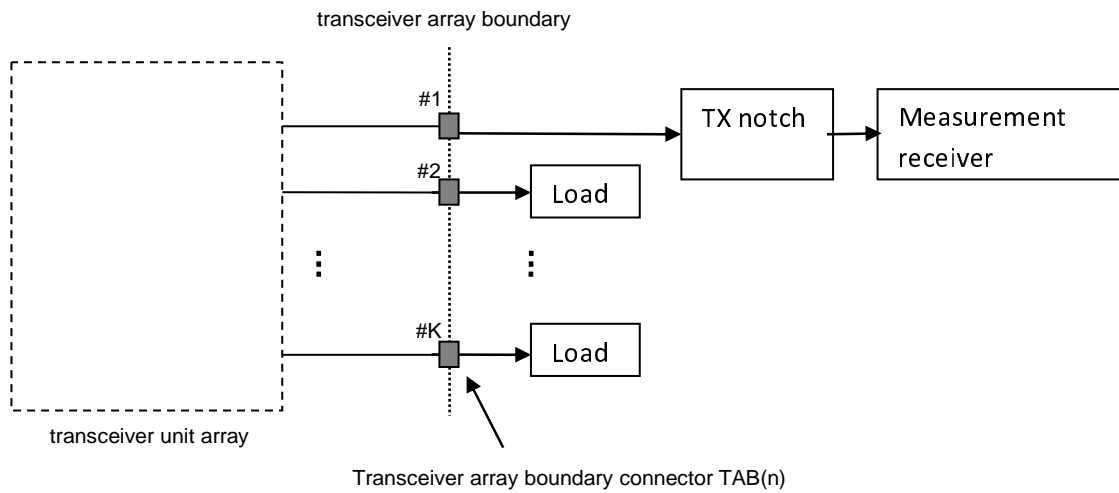 transceiver array boundary
#1
TX notch
Measurement
receiver
#2
Load
#K
Load
transceiver unit array
Transceiver array boundary connector TAB(n)